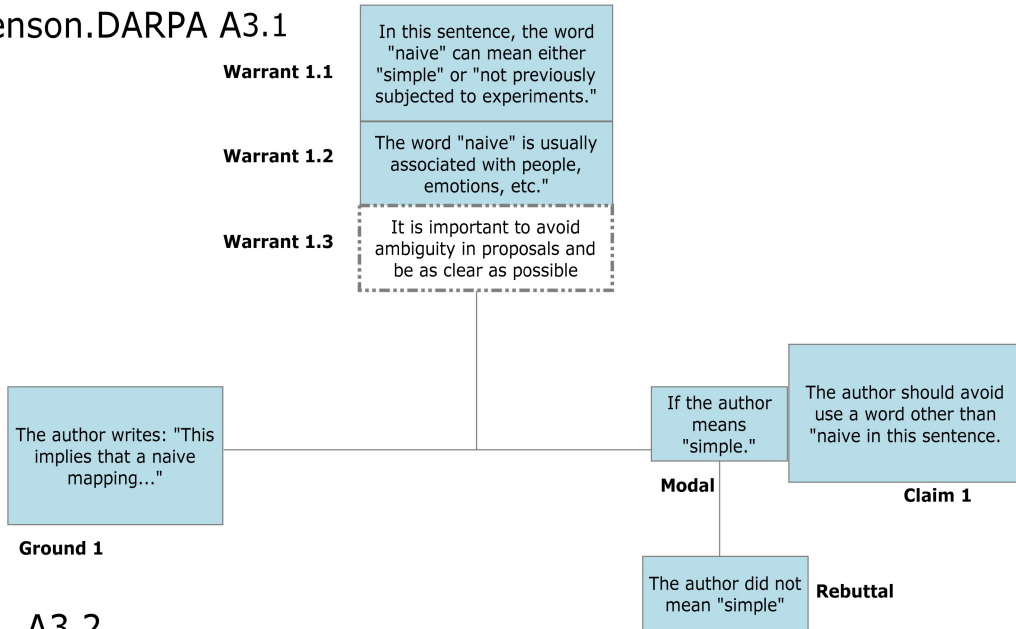 enson.DARPA A3.1
In this sentence, the word
"naive" can mean either
"simple" or "not previously
subjected to experiments."
Warrant 1.1
The word "naive" is usually
associated with people,
emotions, etc."
Warrant 1.2
It is important to avoid
ambiguity in proposals and
be as clear as possible
Warrant 1.3
The author writes: "This
implies that a naive
mapping..."
Ground 1
If the author
means
"simple."
Modal
The author should avoid
use a word other than
"naive in this sentence.
Claim 1
The author did not
mean "simple"
Rebuttal
A3.2